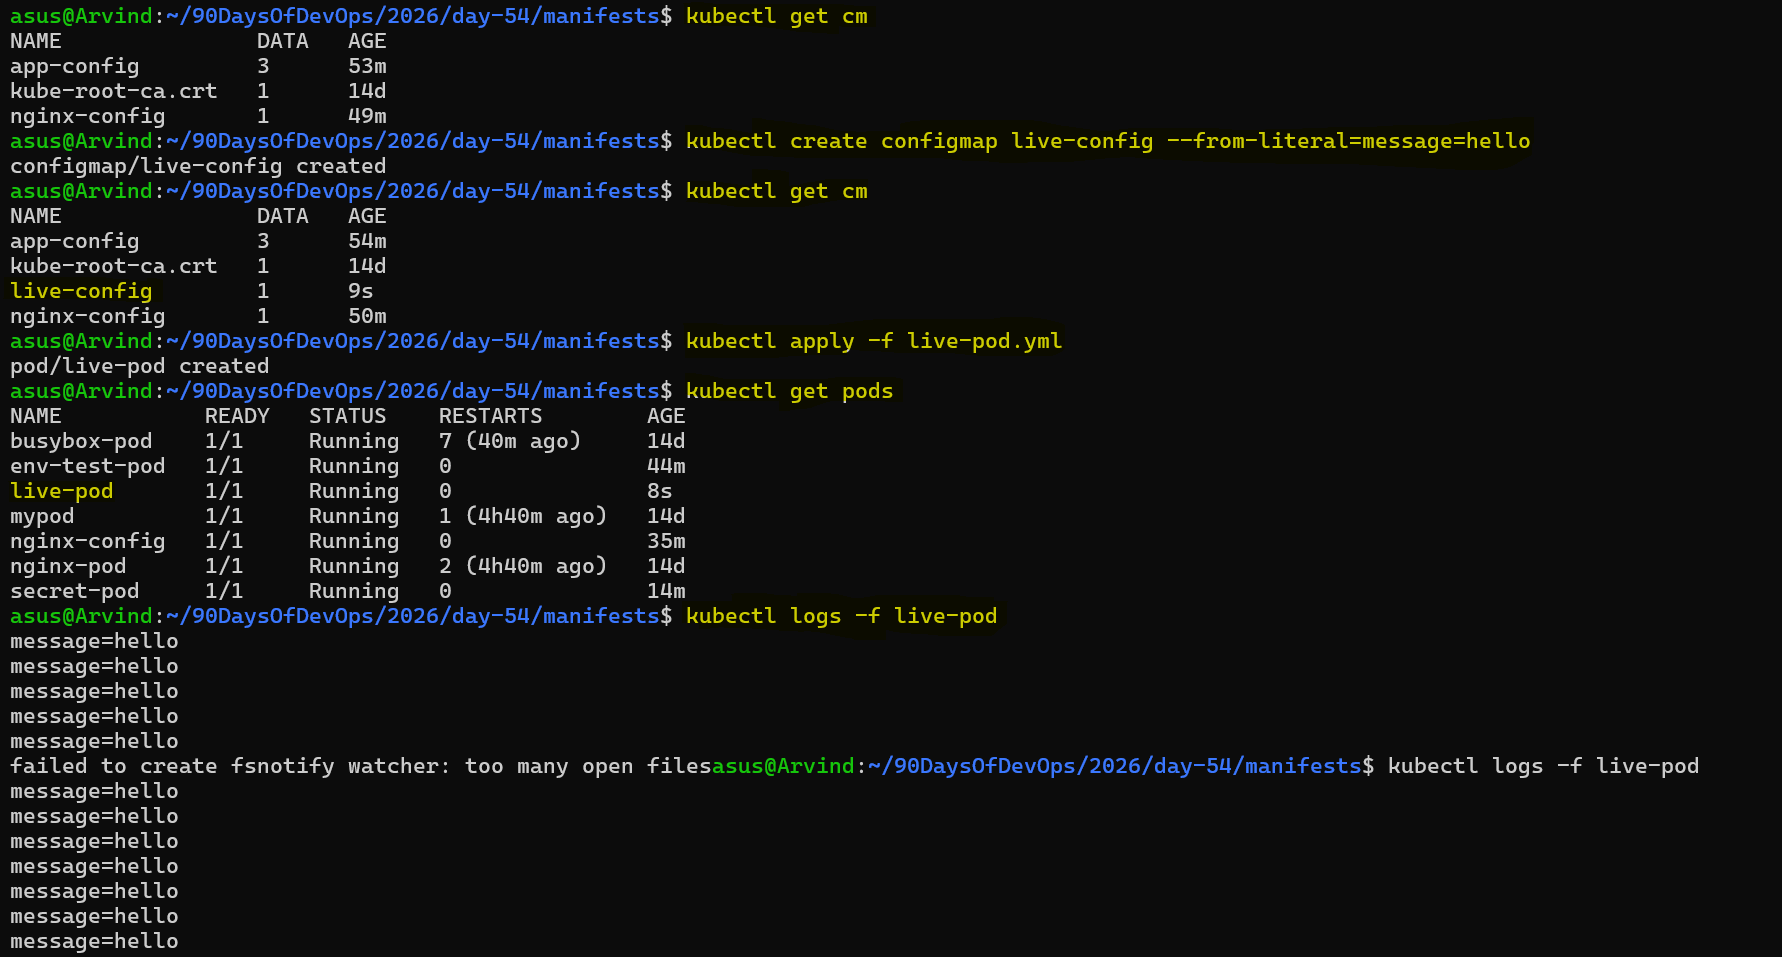 asus@Arvind:~/90DaysOfDevOps/2026/day-54/manifests$ kubectl get cm
NAME               DATA   AGE
app-config         3      53m
kube-root-ca.crt   1      14d
nginx-config       1      49m
asus@Arvind:~/90DaysOfDevOps/2026/day-54/manifests$ kubectl create configmap live-config --from-literal=message=hello
configmap/live-config created
asus@Arvind:~/90DaysOfDevOps/2026/day-54/manifests$ kubectl get cm
NAME               DATA   AGE
app-config         3      54m
kube-root-ca.crt   1      14d
live-config        1      9s
nginx-config       1      50m
asus@Arvind:~/90DaysOfDevOps/2026/day-54/manifests$ kubectl apply -f live-pod.yml
pod/live-pod created
asus@Arvind:~/90DaysOfDevOps/2026/day-54/manifests$ kubectl get pods
NAME           READY   STATUS    RESTARTS        AGE
busybox-pod    1/1     Running   7 (40m ago)     14d
env-test-pod   1/1     Running   0               44m
live-pod       1/1     Running   0               8s
mypod          1/1     Running   1 (4h40m ago)   14d
nginx-config   1/1     Running   0               35m
nginx-pod      1/1     Running   2 (4h40m ago)   14d
secret-pod     1/1     Running   0               14m
asus@Arvind:~/90DaysOfDevOps/2026/day-54/manifests$ kubectl logs -f live-pod
message=hello
message=hello
message=hello
message=hello
message=hello
failed to create fsnotify watcher: too many open filesasus@Arvind:~/90DaysOfDevOps/2026/day-54/manifests$ kubectl logs -f live-pod
message=hello
message=hello
message=hello
message=hello
message=hello
message=hello
message=hello